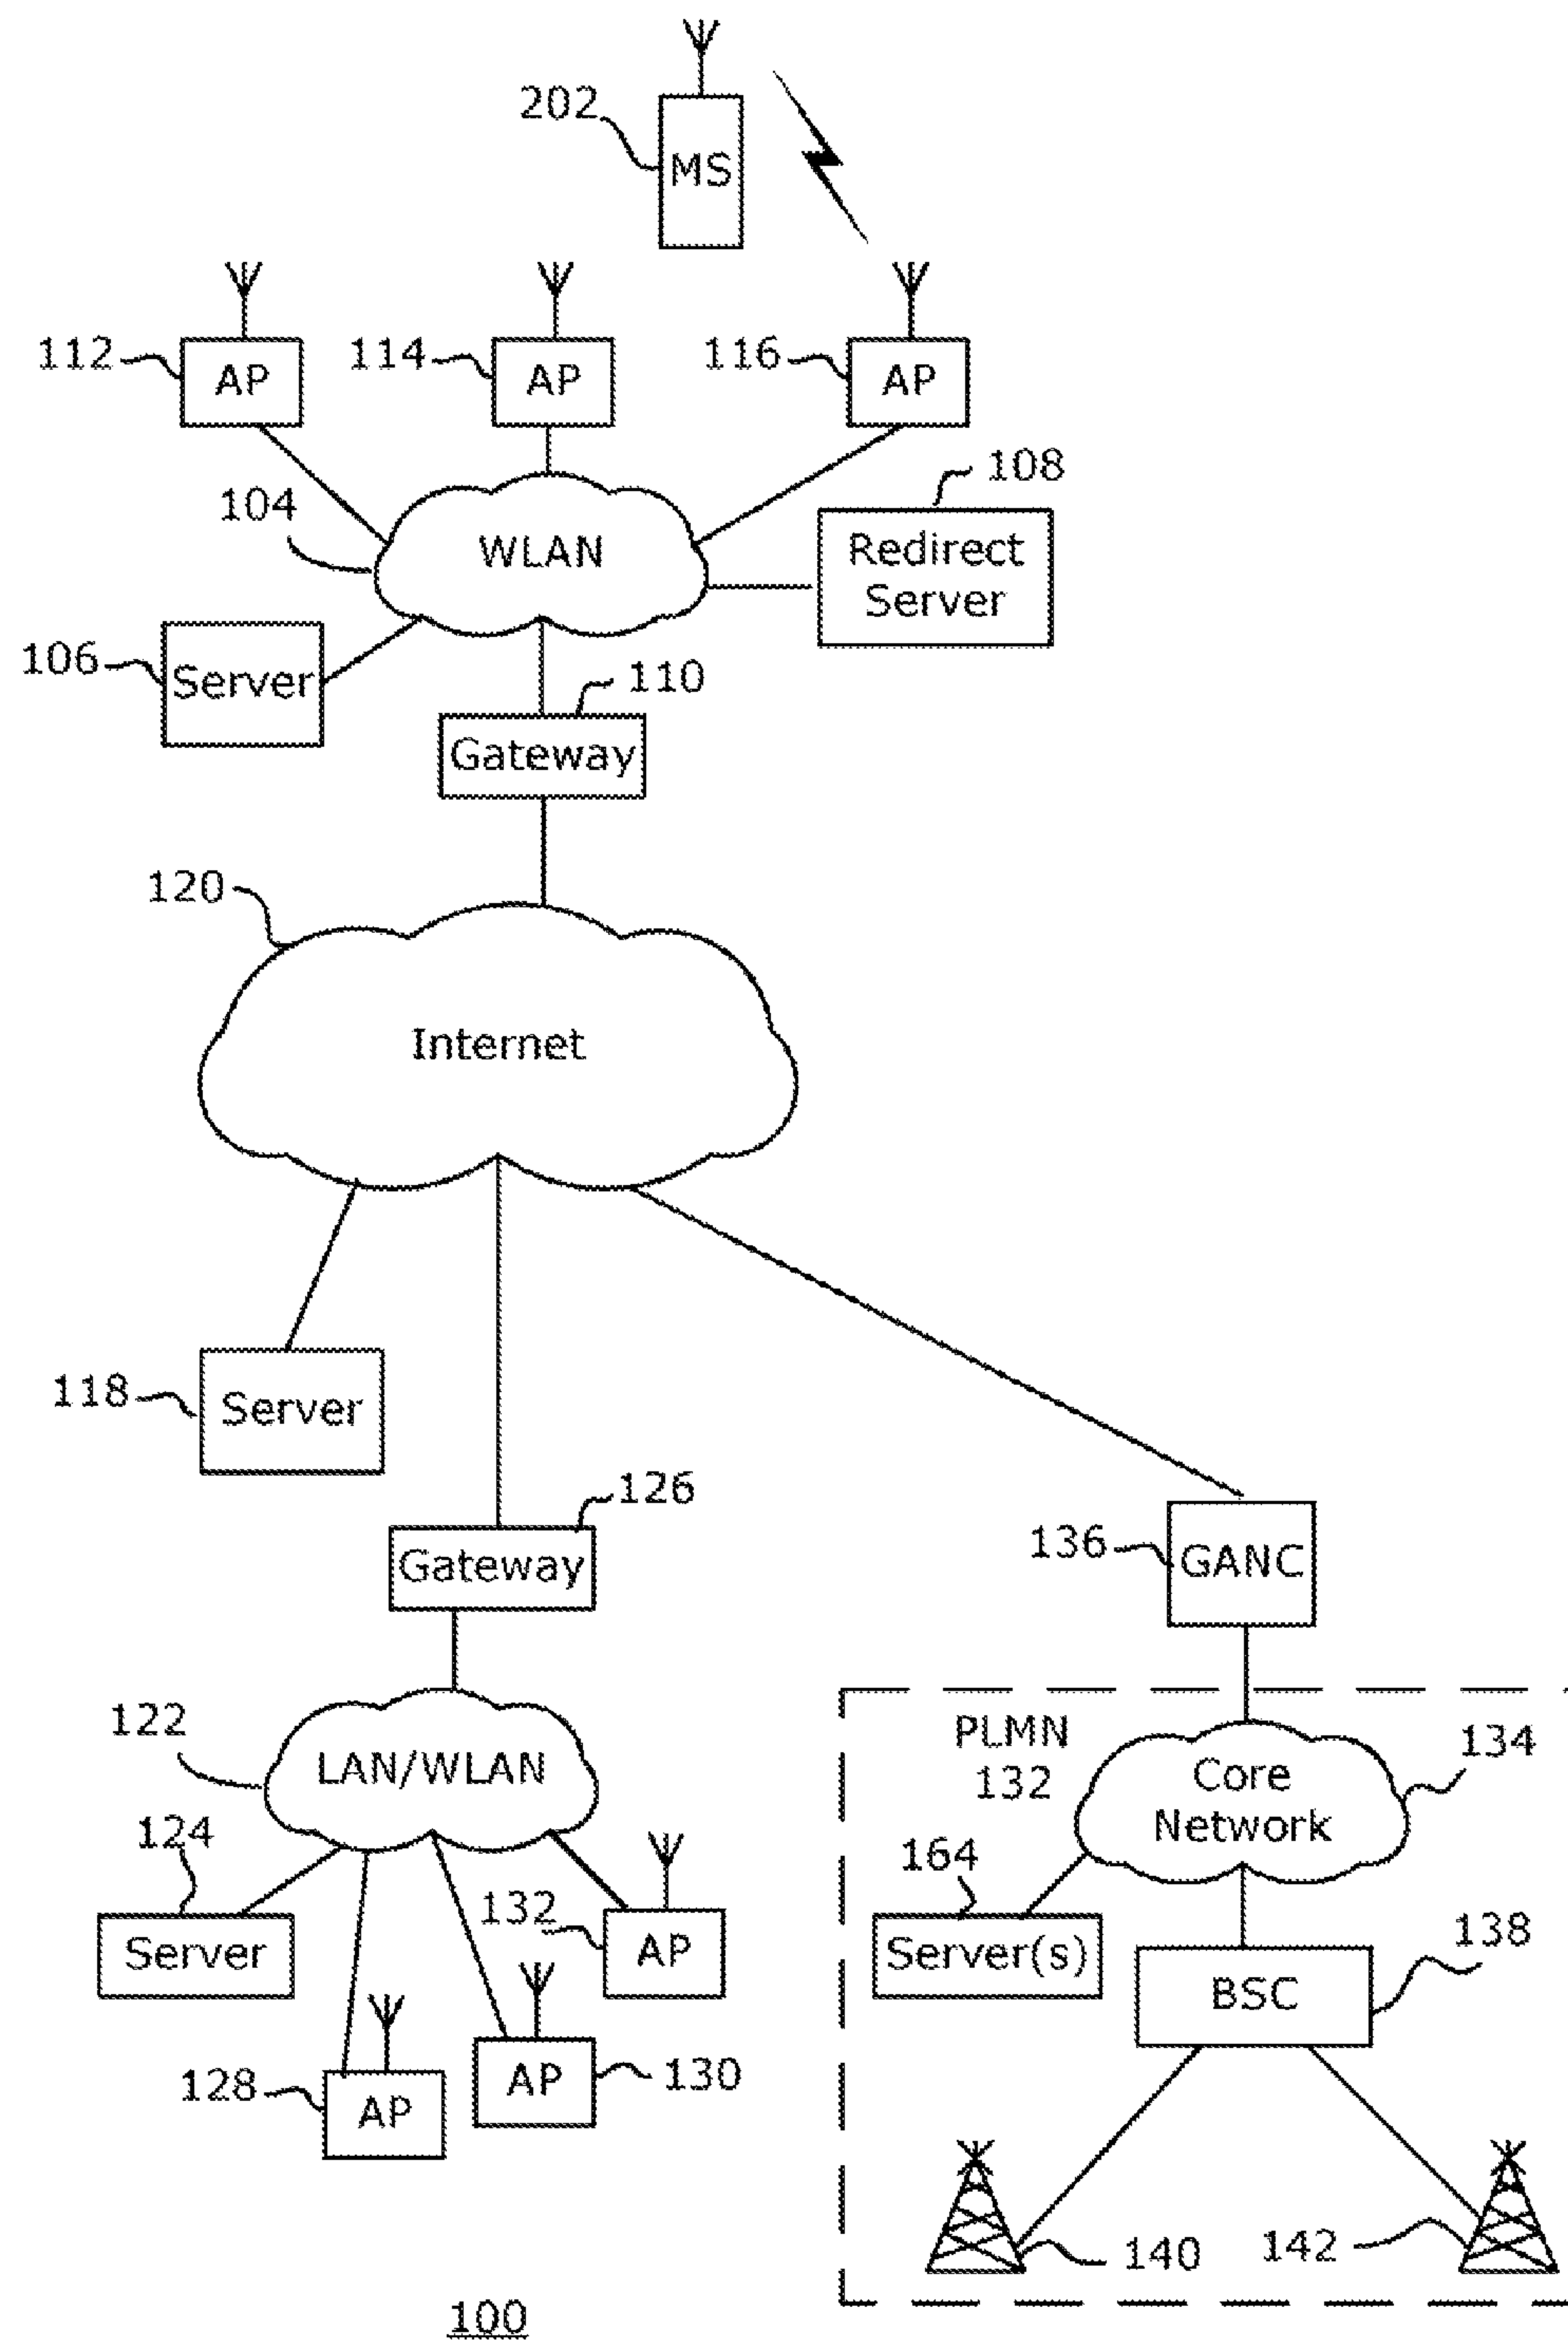 202
MS
112
AP
114
AP
116
AP
104
WLAN
108
Redirect
Server
106
Server
110
Gateway
120
Internet
118
Server
126
Gateway
136
GANC
122
LAN/WLAN
PLMN
132
Core
Network
134
124
Server
132
AP
164
Server(s)
138
BSC
128
AP
AP
130
140
142
100